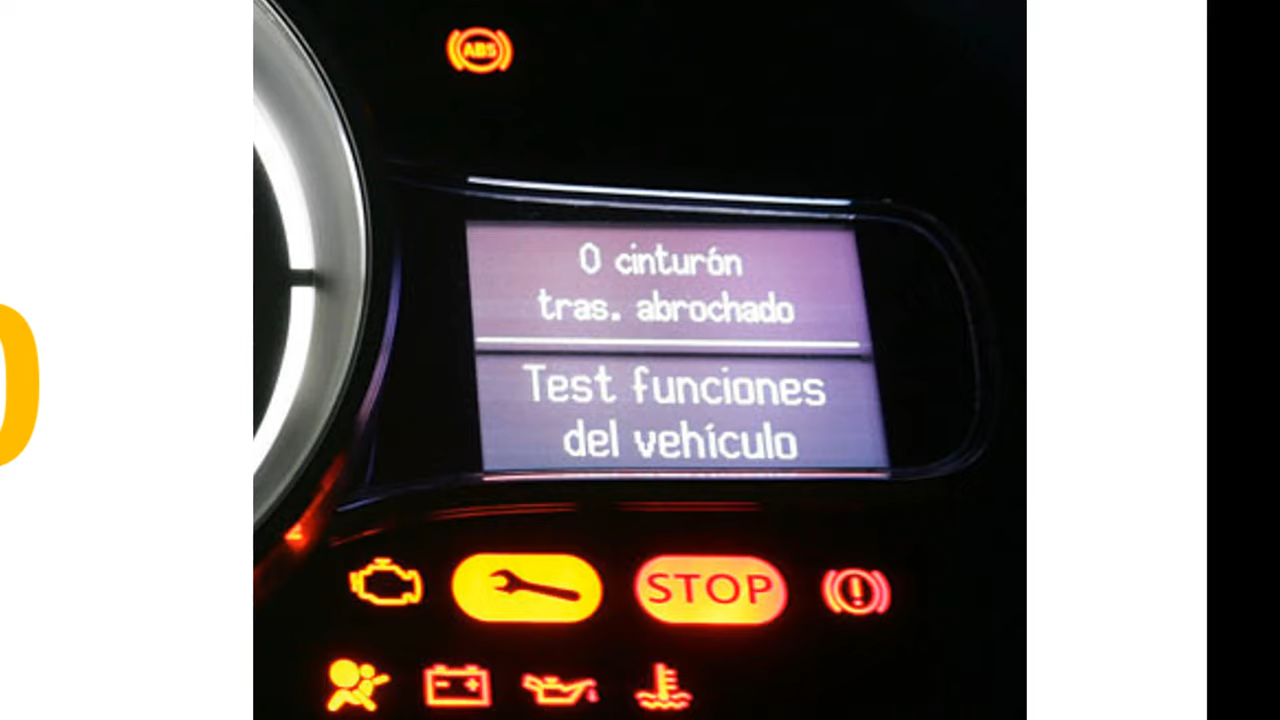 ABS
0 cinturón
tras. abrochado
Test funciones
del vehículo
STOP